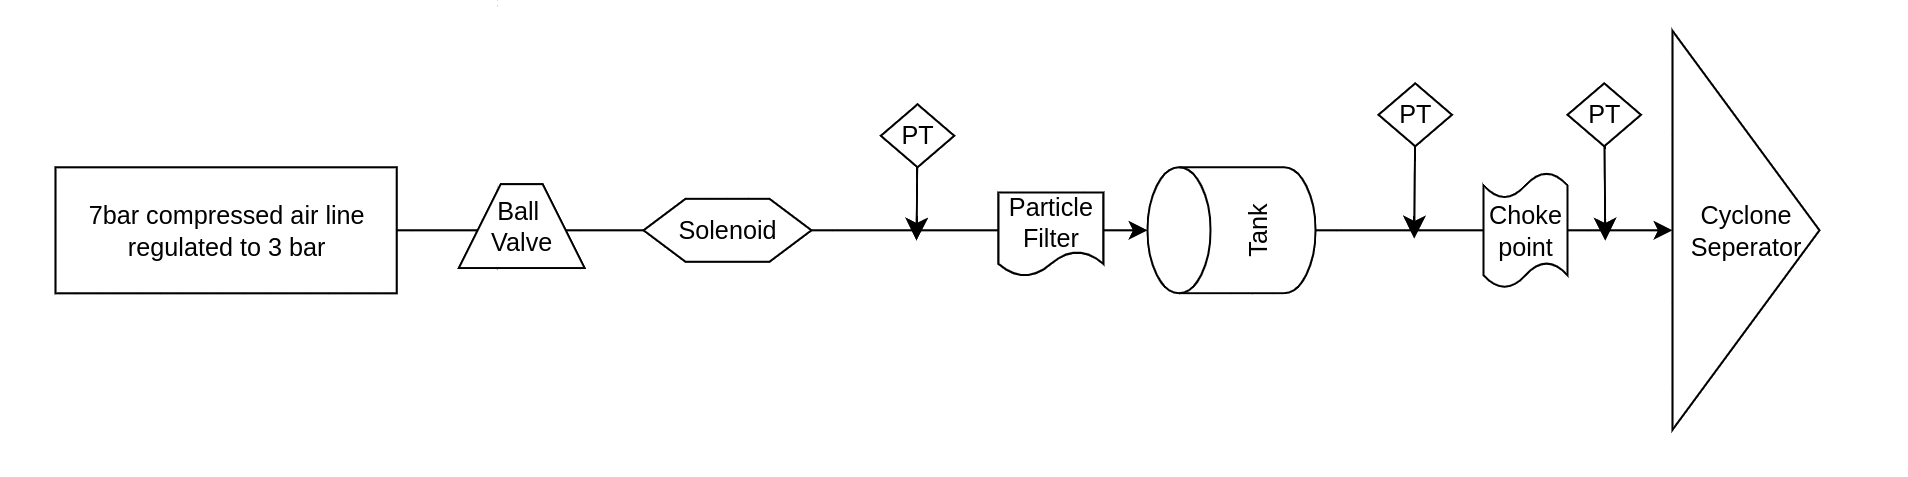 7bar compressed air line
regulated to 3 bar
Ball
Valve
Solenoid
PT
Particle
Filter
Tank
PT
Choke
point
PT
Cyclone
Seperator